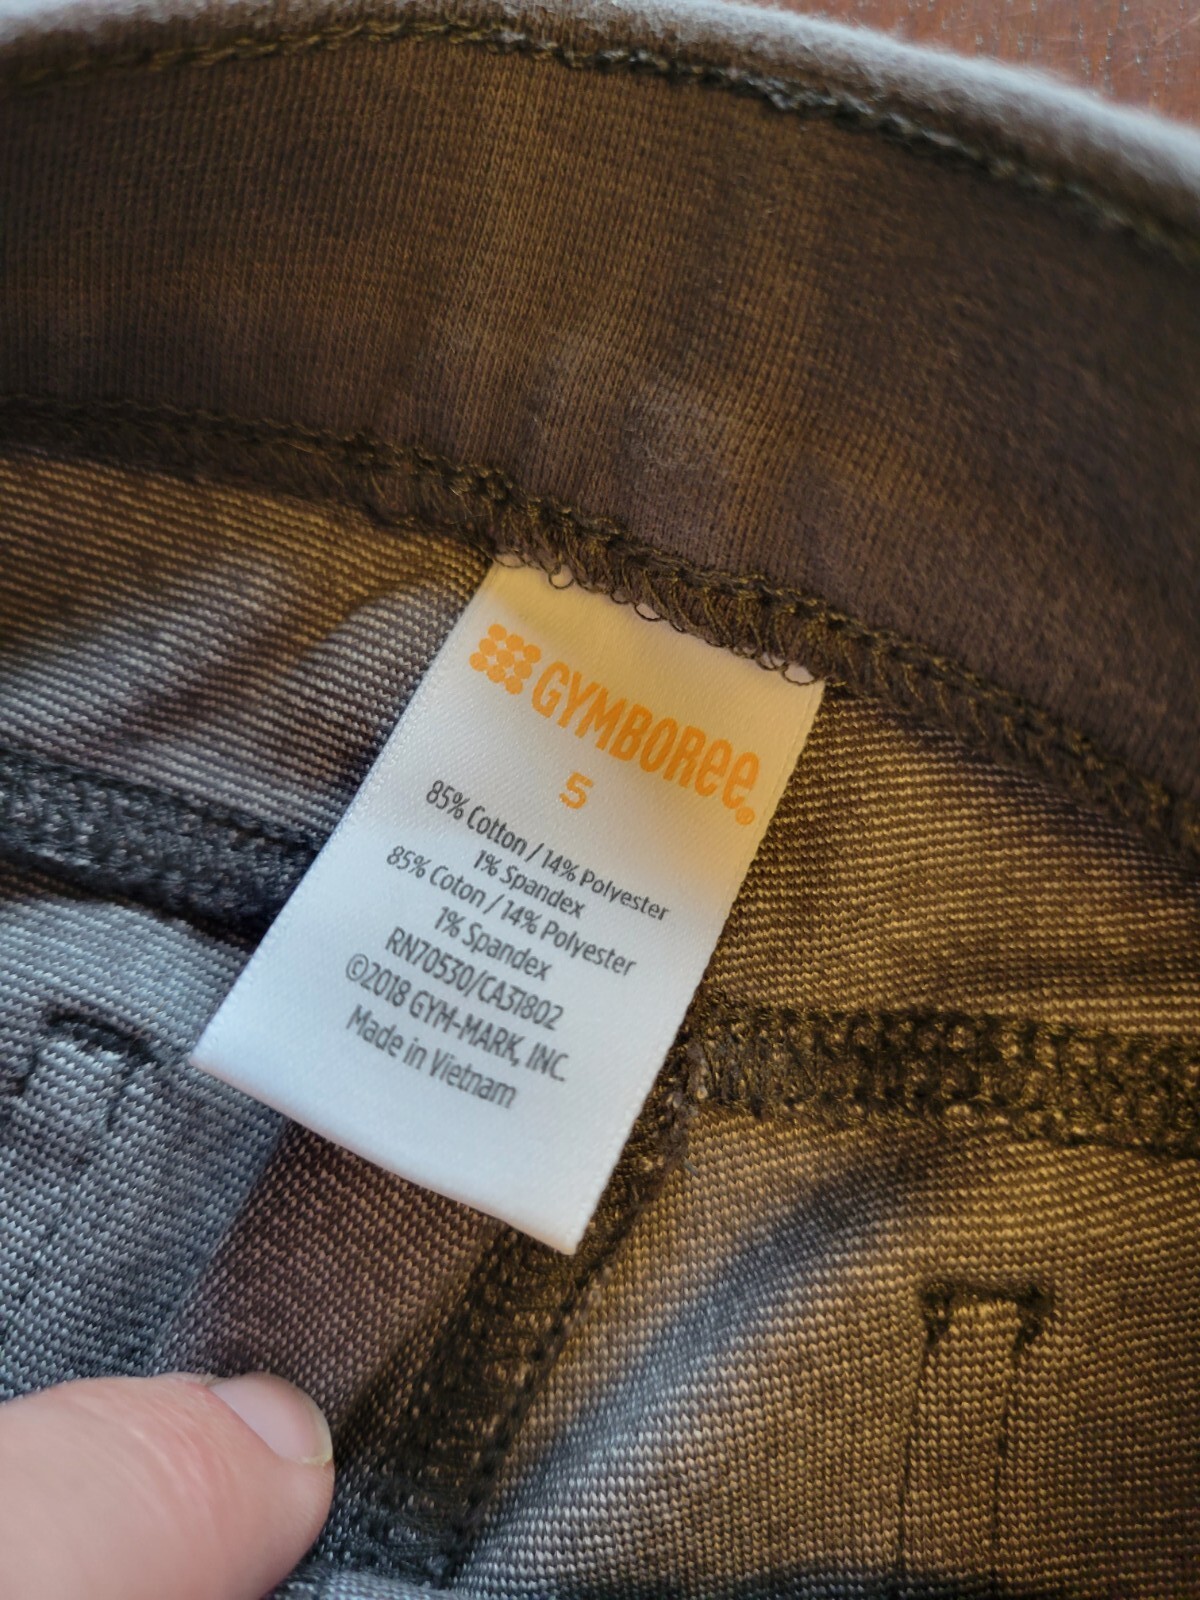 GYMBOREE®
5
85% Cotton / 14% Polyester
1% Spandex
85% Coton / 14% Polyester
1% Spandex
RN70530/CA31802
©2018 GYM-MARK, INC.
Made in Vietnam